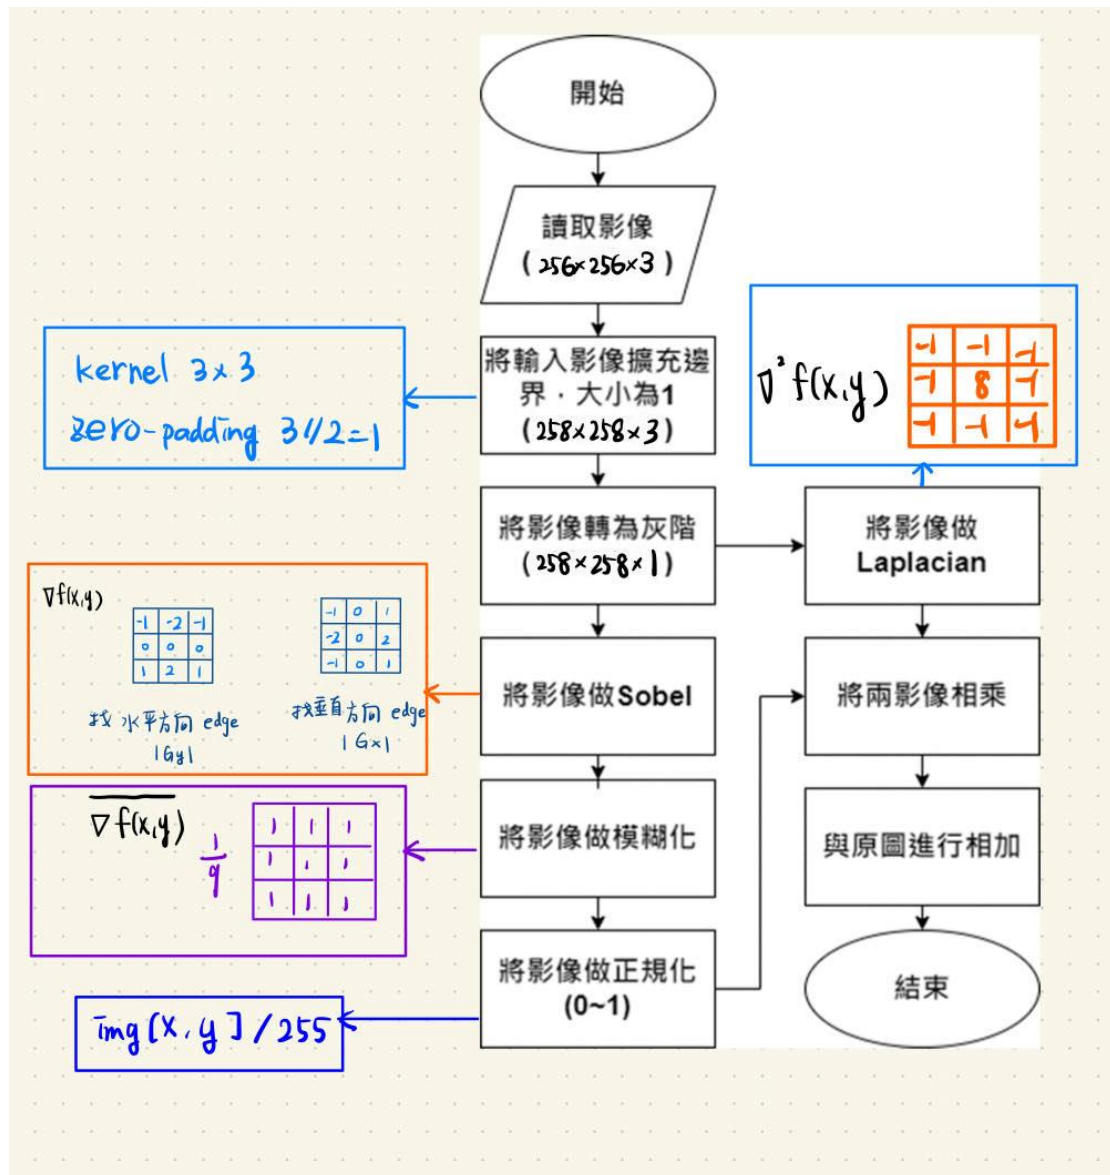 開始
讀取影像
(256×256×3)
將輸入影像擴充邊
界，大小為1
(258×258×3)
kernel 3×3
zero-padding 3//2=1
將影像轉為灰階
(258×258×1)
將影像做
Laplacian
∇²f(x,y)
-1 -1 -1
-1 8 -1
-1 -1 -1
將影像做Sobel
∇f(x,y)
-1 -2 -1
0 0 0
1 2 1
找水平方向 edge
|Gy|
-1 0 1
-2 0 2
-1 0 1
找垂直方向 edge
|Gx|
將影像做模糊化
∇f(x,y)
1/9
1 1 1
1 1 1
1 1 1
將影像做正規化
(0~1)
img[x,y]/255
將兩影像相乘
與原圖進行相加
結束